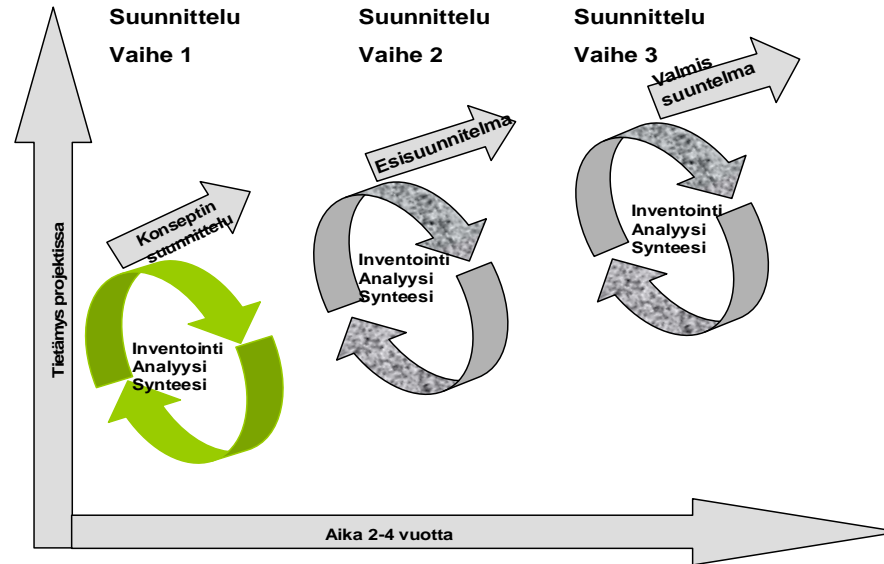 Suunnittelu
Vaihe 1
Suunnittelu
Vaihe 2
Suunnittelu
Vaihe 3
Konseptin
suunnittelu
Esisuunnitelma
Valmis
suuntelma
Inventointi
Analyysi
Synteesi
Inventointi
Analyysi
Synteesi
Inventointi
Analyysi
Synteesi
Tietämys projektissa
Aika 2-4 vuotta